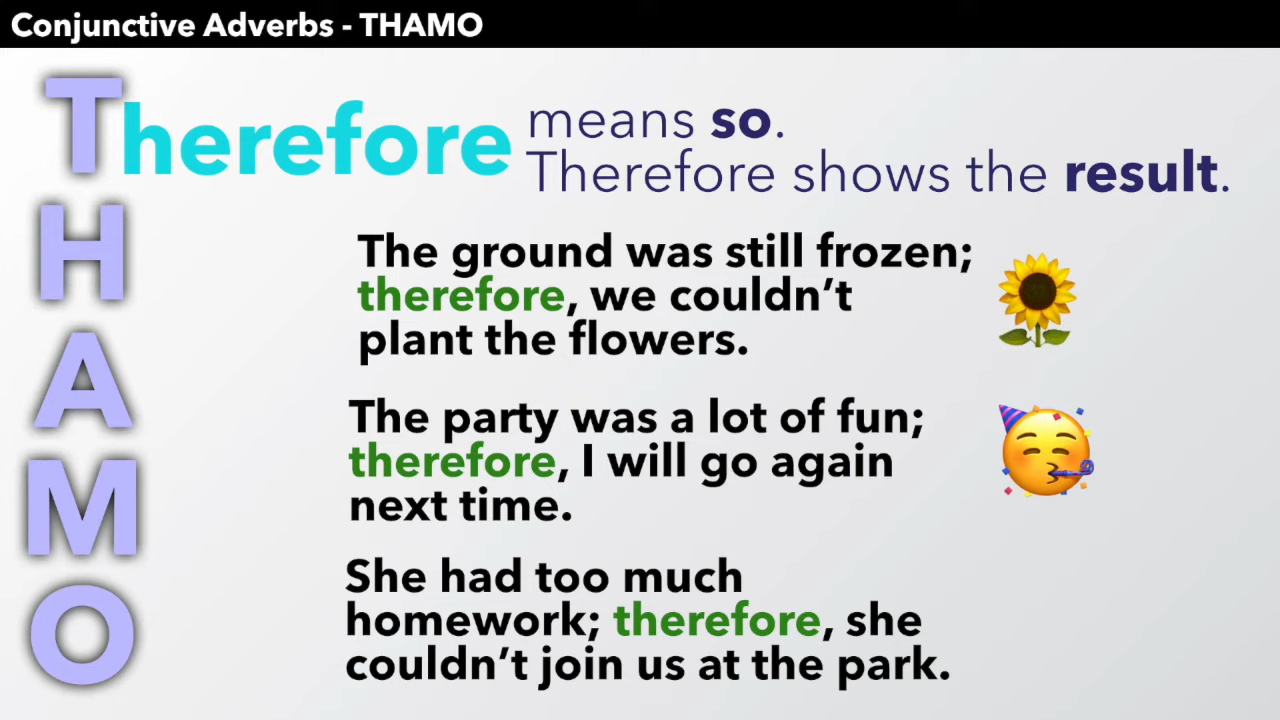 Conjunctive Adverbs - THAMO
Therefore
means so.
Therefore shows the result.
H
A
M
O
The ground was still frozen;
therefore, we couldn’t
plant the flowers.
The party was a lot of fun;
therefore, I will go again
next time.
She had too much
homework; therefore, she
couldn’t join us at the park.